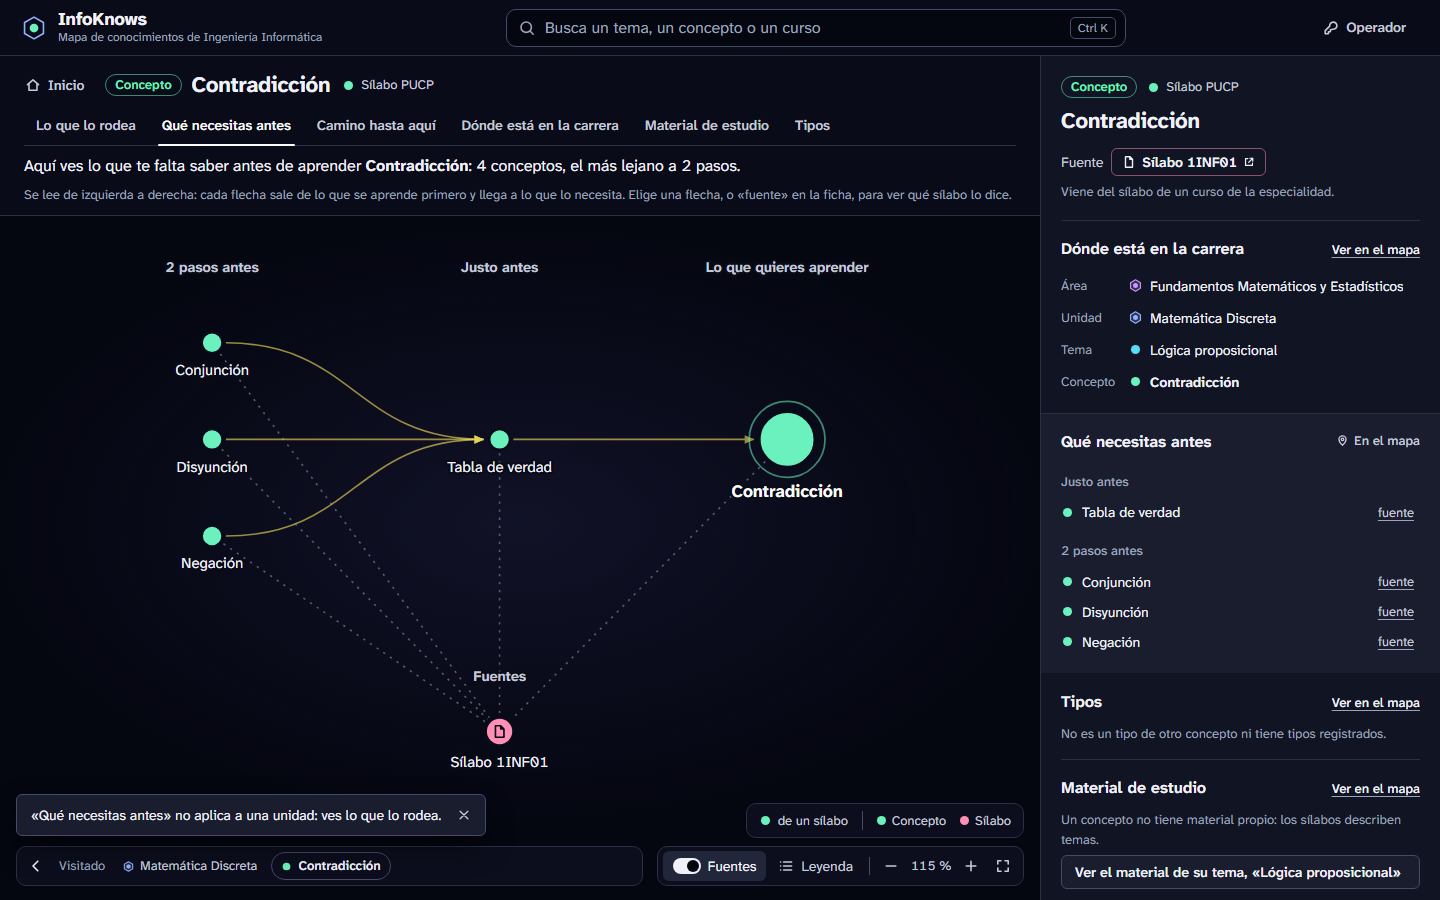 InfoKnows
Mapa de conocimientos de Ingeniería Informática
Busca un tema, un concepto o un curso
Ctrl K
Operador
Inicio
Concepto
Contradicción
Sílabo PUCP
Lo que lo rodea
Qué necesitas antes
Camino hasta aquí
Dónde está en la carrera
Material de estudio
Tipos
Aquí ves lo que te falta saber antes de aprender Contradicción: 4 conceptos, el más lejano a 2 pasos.
Se lee de izquierda a derecha: cada flecha sale de lo que se aprende primero y llega a lo que lo necesita. Elige una flecha, o «fuente» en la ficha, para ver qué sílabo lo dice.
2 pasos antes
Justo antes
Lo que quieres aprender
Conjunción
Disyunción
Tabla de verdad
Contradicción
Negación
Fuentes
Sílabo 1INF01
«Qué necesitas antes» no aplica a una unidad: ves lo que lo rodea.
de un sílabo
Concepto
Sílabo
Visitado
Matemática Discreta
Contradicción
Fuentes
Leyenda
115 %
Concepto
Sílabo PUCP
Contradicción
Fuente
Sílabo 1INF01
Viene del sílabo de un curso de la especialidad.
Dónde está en la carrera
Ver en el mapa
Área
Fundamentos Matemáticos y Estadísticos
Unidad
Matemática Discreta
Tema
Lógica proposicional
Concepto
Contradicción
Qué necesitas antes
En el mapa
Justo antes
Tabla de verdad
fuente
2 pasos antes
Conjunción
fuente
Disyunción
fuente
Negación
fuente
Tipos
Ver en el mapa
No es un tipo de otro concepto ni tiene tipos registrados.
Material de estudio
Ver en el mapa
Un concepto no tiene material propio: los sílabos describen
temas.
Ver el material de su tema, «Lógica proposicional»